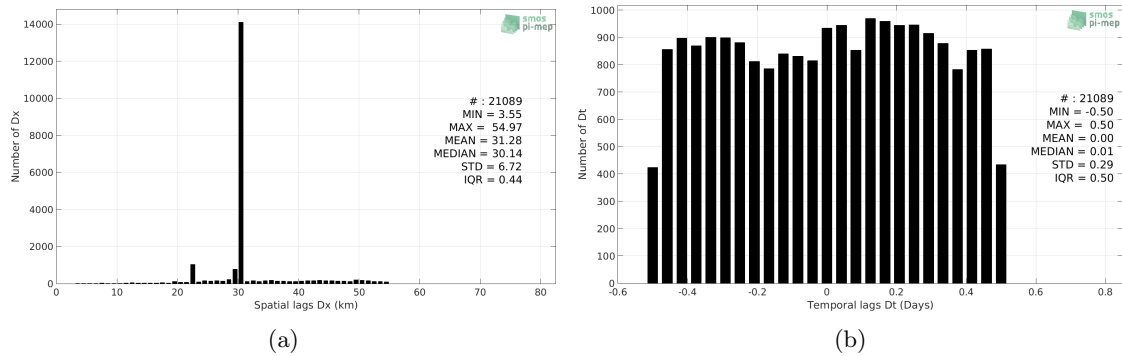 14000
12000
10000
8000
6000
4000
2000
0
Number of Dx
0 10 20 30 40 50 60 70 80
Spatial lags Dx (km)
smos
pi-mep
# : 21089
MIN = 3.55
MAX = 54.97
MEAN = 31.28
MEDIAN = 30.14
STD = 6.72
IQR = 0.44
(a)
1000
900
800
700
600
500
400
300
200
100
0
Number of Dt
-0.6 -0.4 -0.2 0 0.2 0.4 0.6 0.8
Temporal lags Dt (Days)
smos
pi-mep
# : 21089
MIN = -0.50
MAX = 0.50
MEAN = 0.00
MEDIAN = 0.01
STD = 0.29
IQR = 0.50
(b)